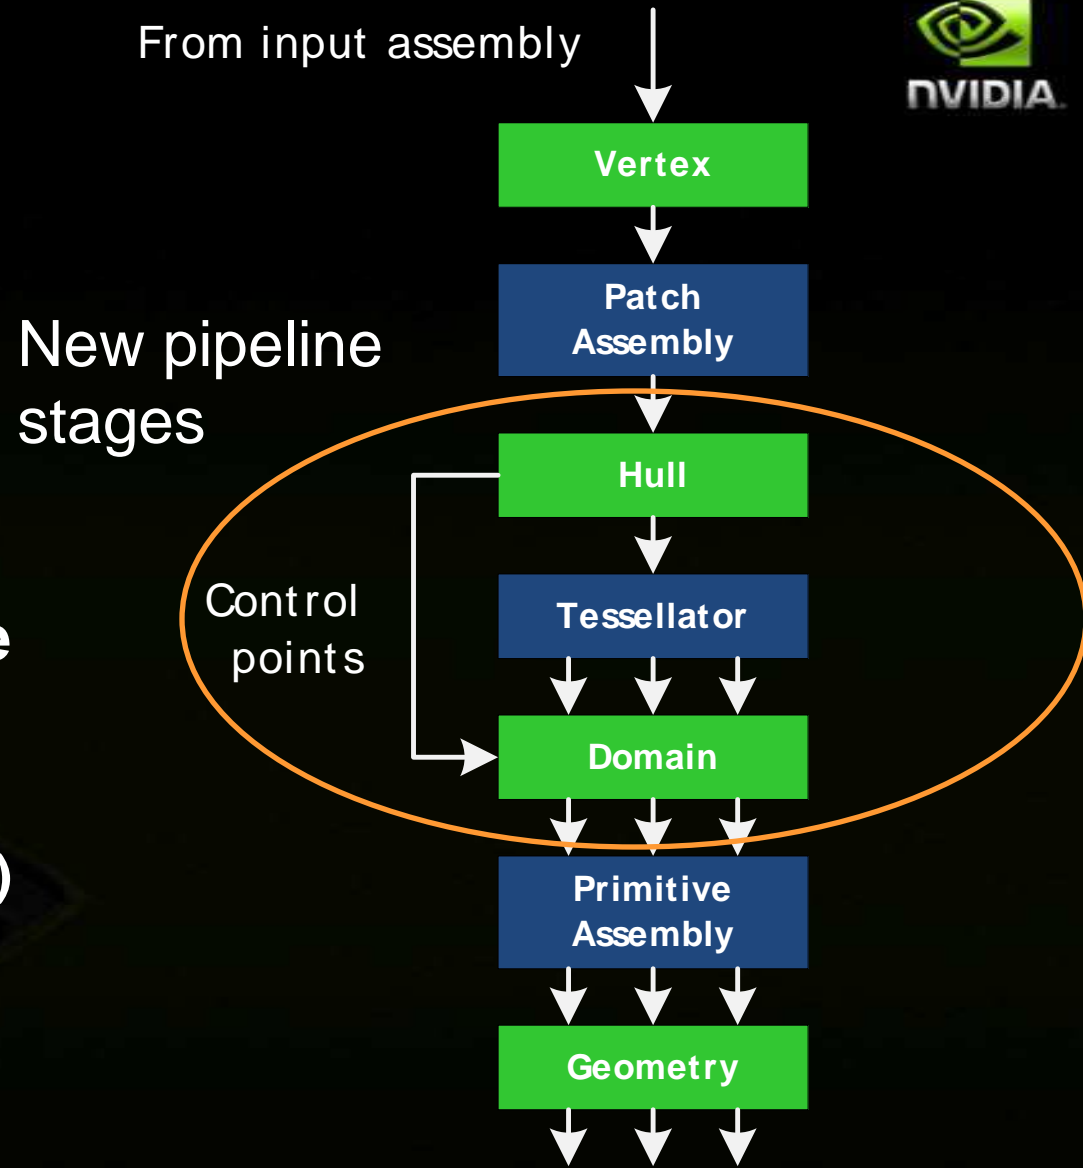 From input assembly
NVIDIA.
Vertex
Patch
Assembly
New pipeline
stages
Hull
Control
points
Tessellator
e
Domain
)
Primitive
Assembly
Geometry